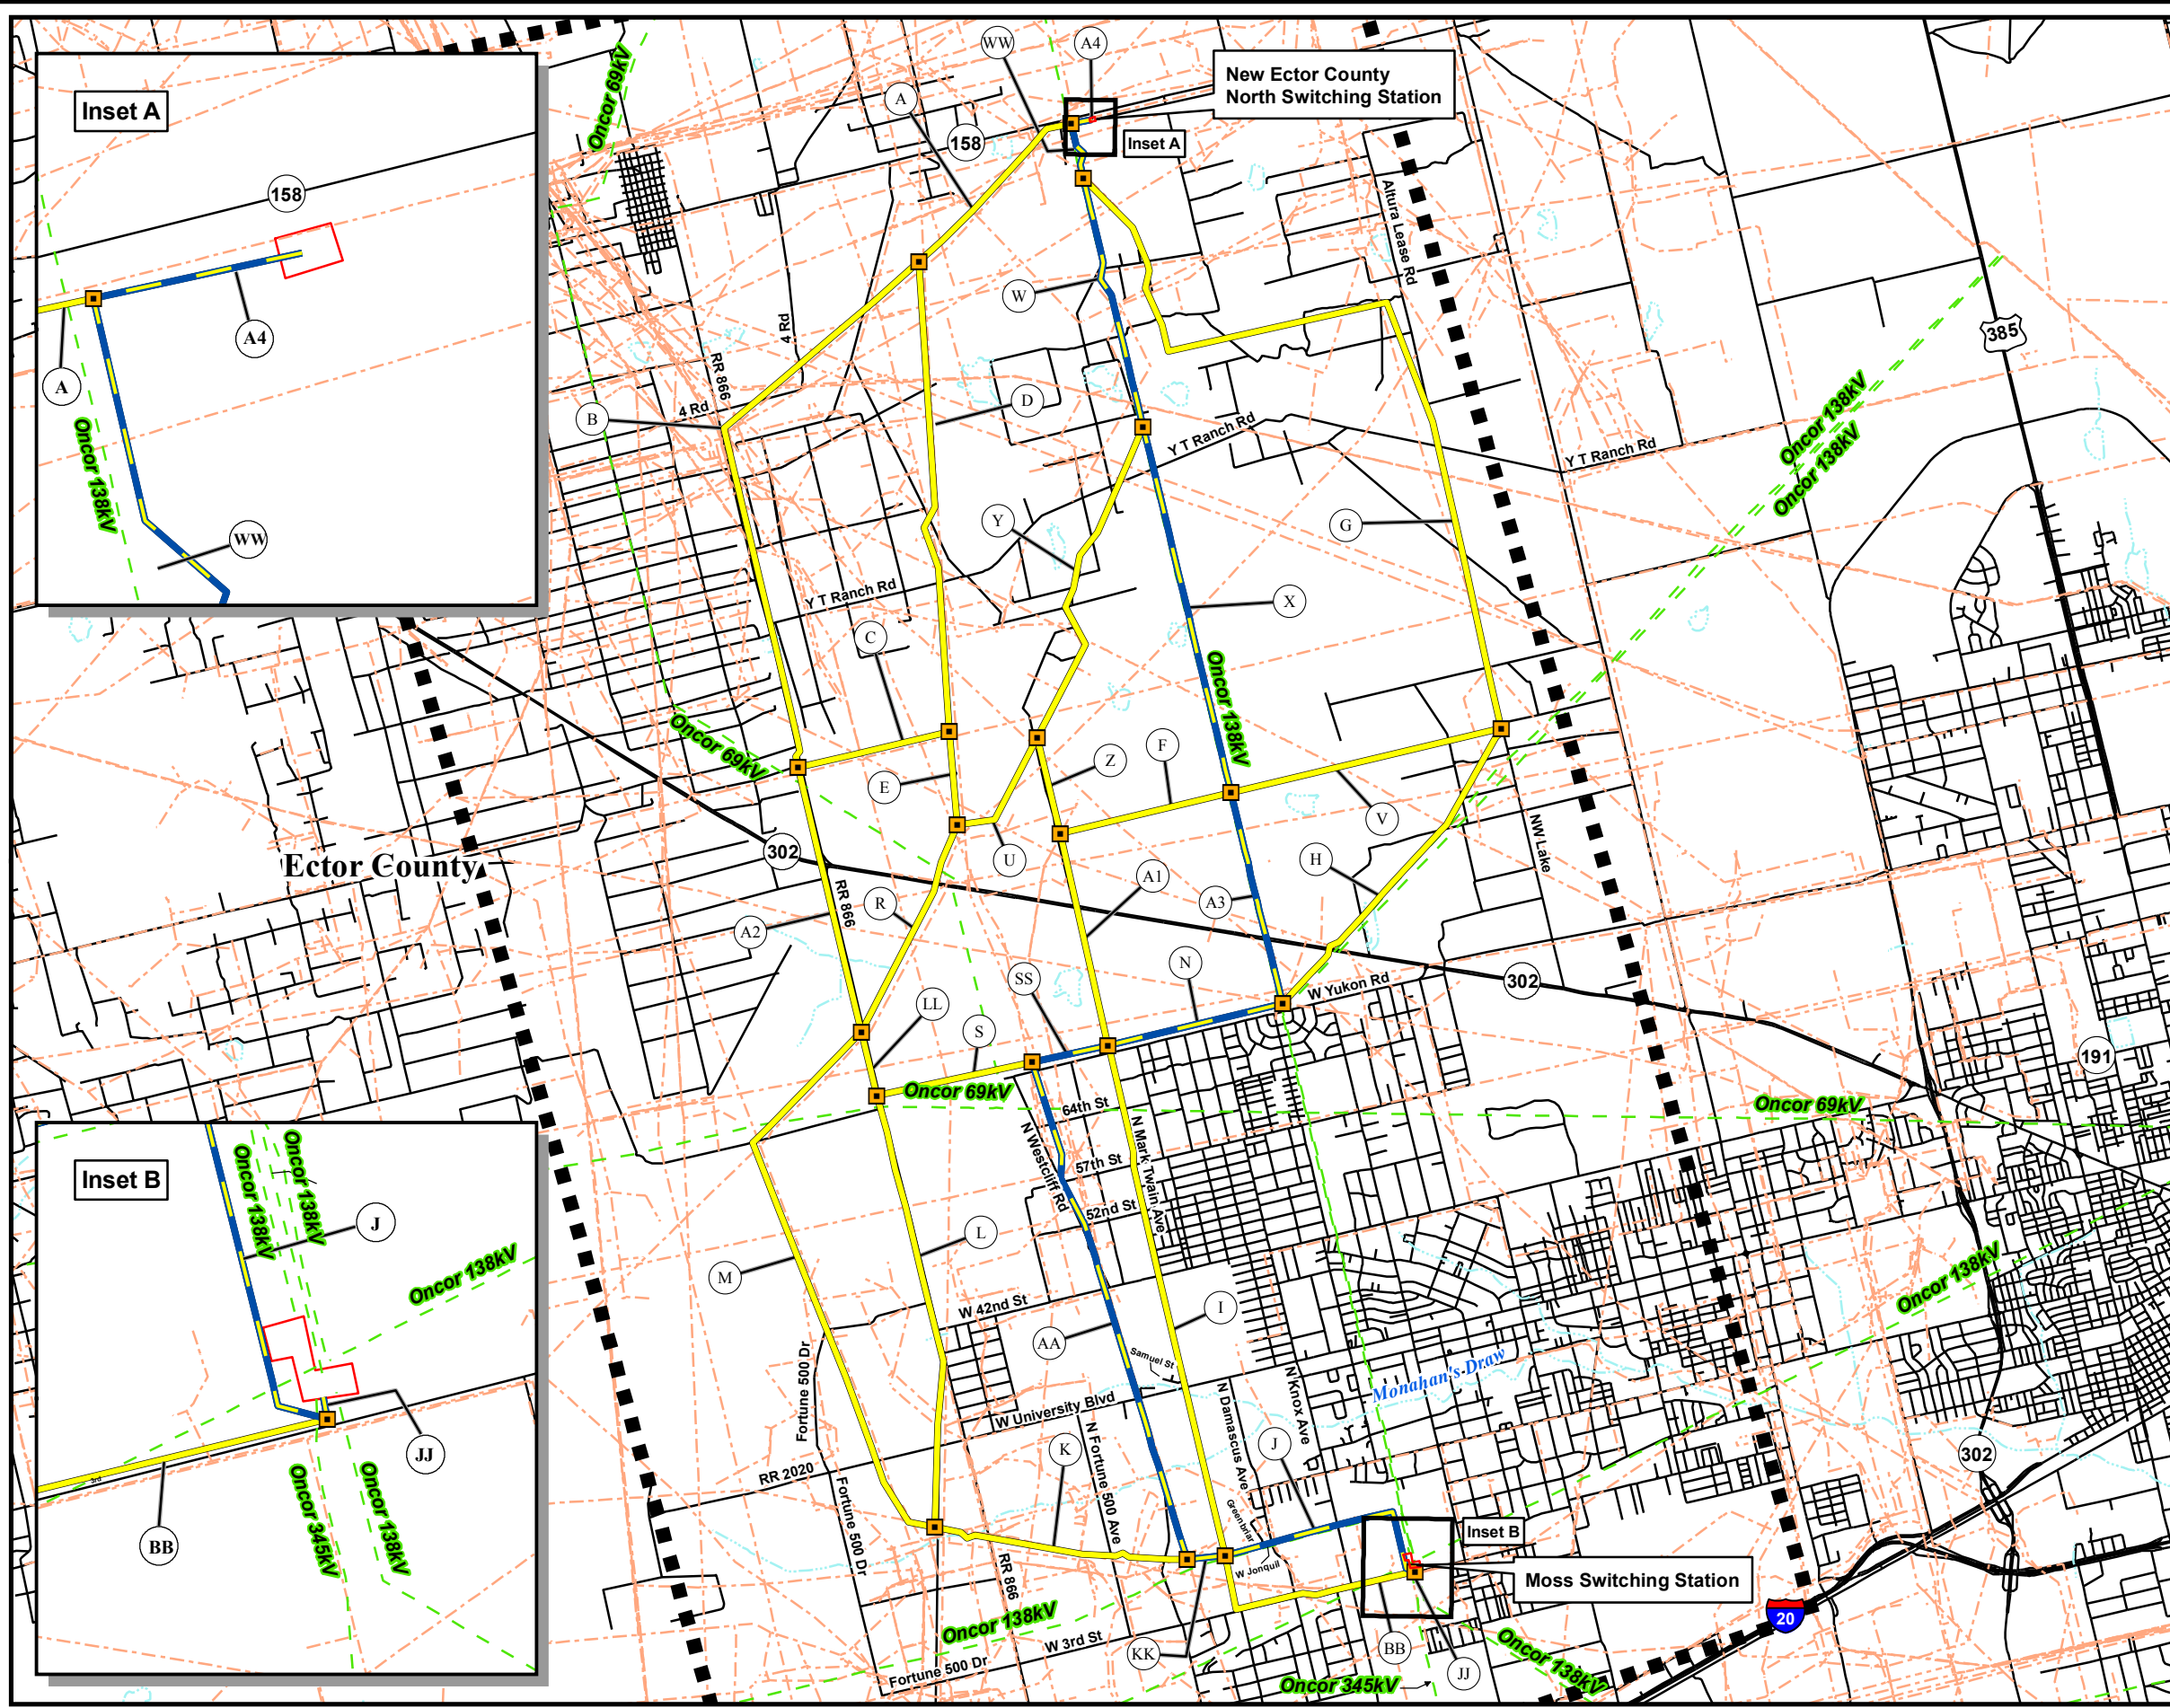 Inset A
158
A4
A
Oncor 138kV
WW
Oncor 69kV
WW
A4
New Ector County
North Switching Station
A
158
Inset A
Altura Lease Rd
385
W
4 Rd
RR 866
4 Rd
B
D
Y T Ranch Rd
Y T Ranch Rd
Oncor 138kV
Oncor 138kV
Y
G
Y T Ranch Rd
X
C
Oncor 138kV
Oncor 69kV
E
Z
F
V
U
H
NW Lake
Ector County
302
RR 866
A2
R
A1
A3
N
SS
W Yukon Rd
302
LL
S
191
Oncor 69kV
Oncor 69kV
64th St
N Westcliff Rd
N Mark Twain Ave
57th St
52nd St
Inset B
Oncor 138kV
Oncor 138kV
J
Oncor 138kV
JJ
3rd
BB
Oncor 345kV
Oncor 138kV
M
L
Oncor 138kV
W 42nd St
I
AA
Samuel St
Monahan's Draw
Fortune 500 Dr
N Knox Ave
N Damascus Ave
W University Blvd
N Fortune 500 Ave
K
J
RR 2020
302
Fortune 500 Dr
Greenbriar
Inset B
W Jonquil
RR 866
Moss Switching Station
20
Oncor 138kV
W 3rd St
KK
BB
JJ
Oncor 138kV
Fortune 500 Dr
Oncor 345kV